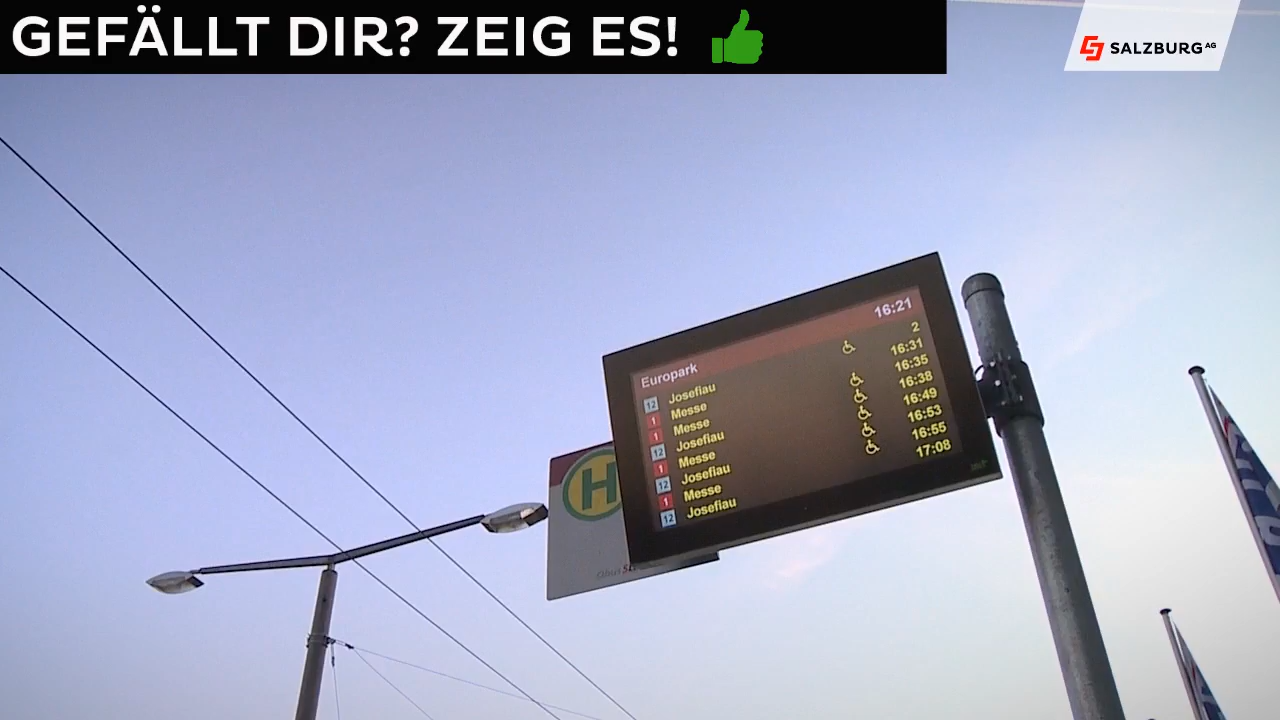 GEFÄLLT DIR? ZEIG ES!
SALZBURG AG
16:21
Europark
12 Josefiau 2
1 Messe 16:31
1 Messe 16:35
12 Josefiau 16:38
1 Messe 16:49
12 Josefiau 16:53
1 Messe 16:55
12 Josefiau 17:08
H